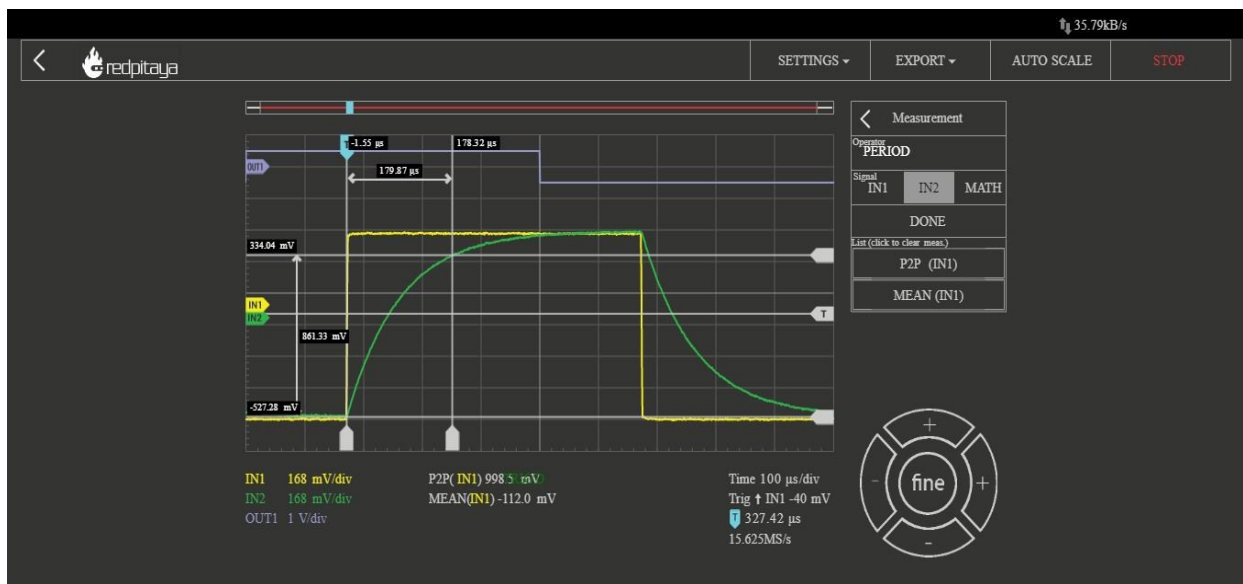 35.79kB/s
redpitaya
SETTINGS
EXPORT
AUTO SCALE
STOP
T
-1.55 µs
178.32 µs
OUT1
179.87 µs
334.04 mV
IN1
IN2
T
861.33 mV
-527.28 mV
Measurement
Operator
PERIOD
Signal
IN1 IN2 MATH
DONE
List (click to clear meas.)
P2P (IN1)
MEAN (IN1)
+
- fine +
-
IN1 168 mV/div
IN2 168 mV/div
OUT1 1 V/div
P2P( IN1) 998.5 mV
MEAN(IN1) -112.0 mV
Time 100 µs/div
Trig IN1 -40 mV
T 327.42 µs
15.625MS/s